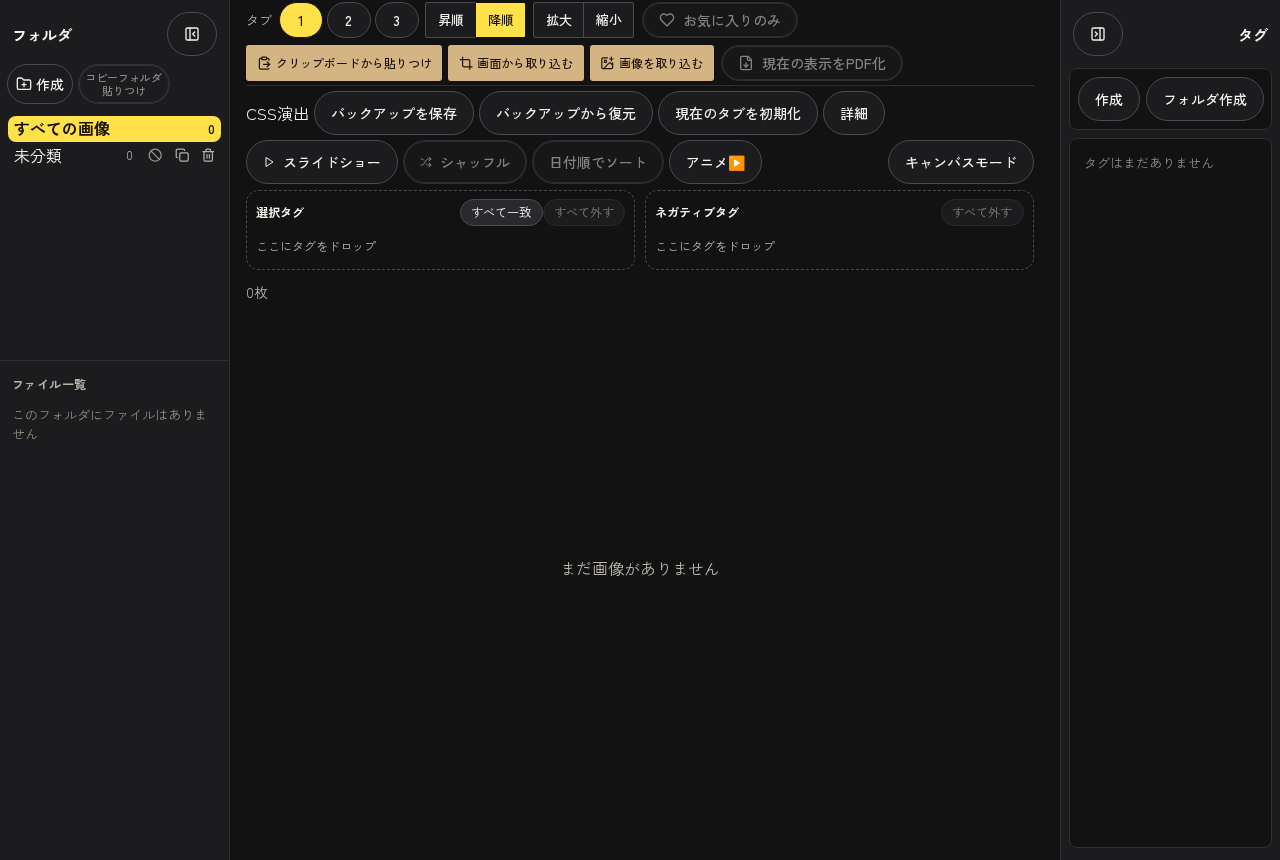 フォルダ
作成
コピーフォルダ
貼りつけ
すべての画像 0
未分類 0
ファイル一覧
このフォルダにファイルはありま
せん
タブ 1 2 3 昇順 降順 拡大 縮小 お気に入りのみ
クリップボードから貼りつけ 画面から取り込む 画像を取り込む 現在の表示をPDF化
CSS演出 バックアップを保存 バックアップから復元 現在のタブを初期化 詳細
スライドショー シャッフル 日付順でソート アニメ▶️ キャンバスモード
選択タグ すべて一致 すべて外す
ここにタグをドロップ
ネガティブタグ すべて外す
ここにタグをドロップ
0枚
まだ画像がありません
タグ
作成 フォルダ作成
タグはまだありません